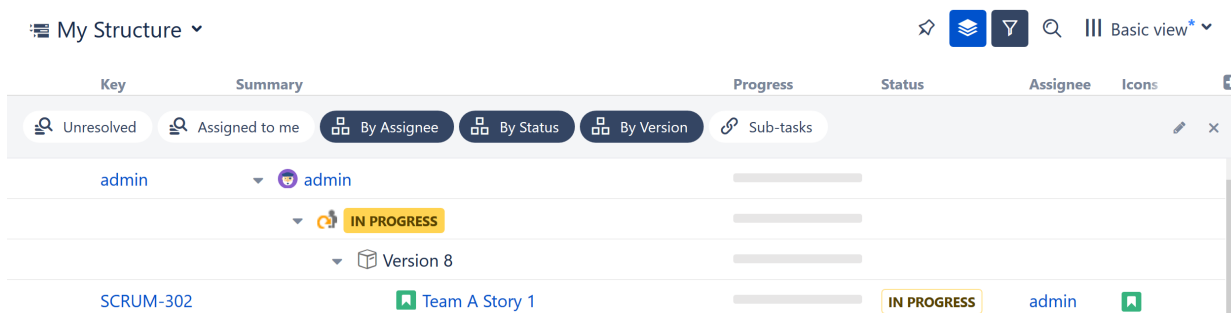 My Structure
Basic view*
Key Summary Progress Status Assignee Icons
Unresolved Assigned to me By Assignee By Status By Version Sub-tasks
admin admin
IN PROGRESS
Version 8
SCRUM-302 Team A Story 1 IN PROGRESS admin